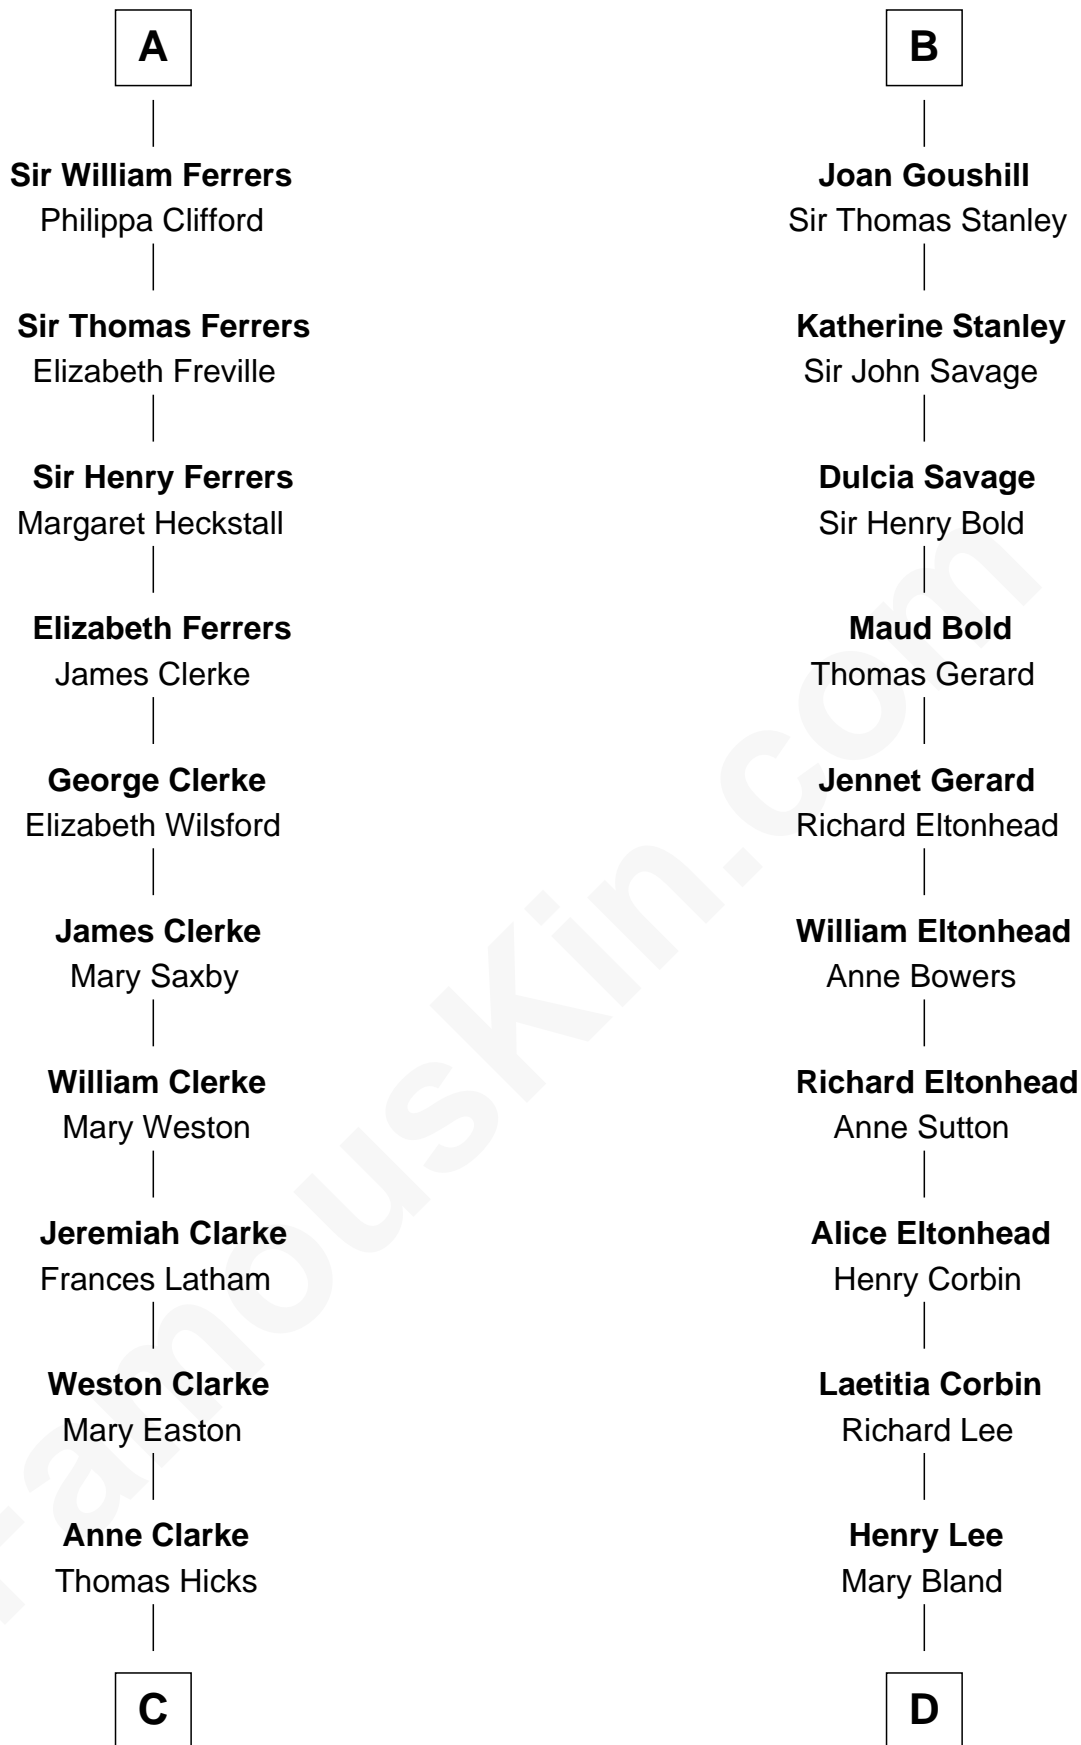 A
Sir William Ferrers
Philippa Clifford
Sir Thomas Ferrers
Elizabeth Freville
Sir Henry Ferrers
Margaret Heckstall
Elizabeth Ferrers
James Clerke
George Clerke
Elizabeth Wilsford
James Clerke
Mary Saxby
William Clerke
Mary Weston
Jeremiah Clarke
Frances Latham
Weston Clarke
Mary Easton
Anne Clarke
Thomas Hicks
C
B
Joan Goushill
Sir Thomas Stanley
Katherine Stanley
Sir John Savage
Dulcia Savage
Sir Henry Bold
Maud Bold
Thomas Gerard
Jennet Gerard
Richard Eltonhead
William Eltonhead
Anne Bowers
Richard Eltonhead
Anne Sutton
Alice Eltonhead
Henry Corbin
Laetitia Corbin
Richard Lee
Henry Lee
Mary Bland
D
FamousKin.com